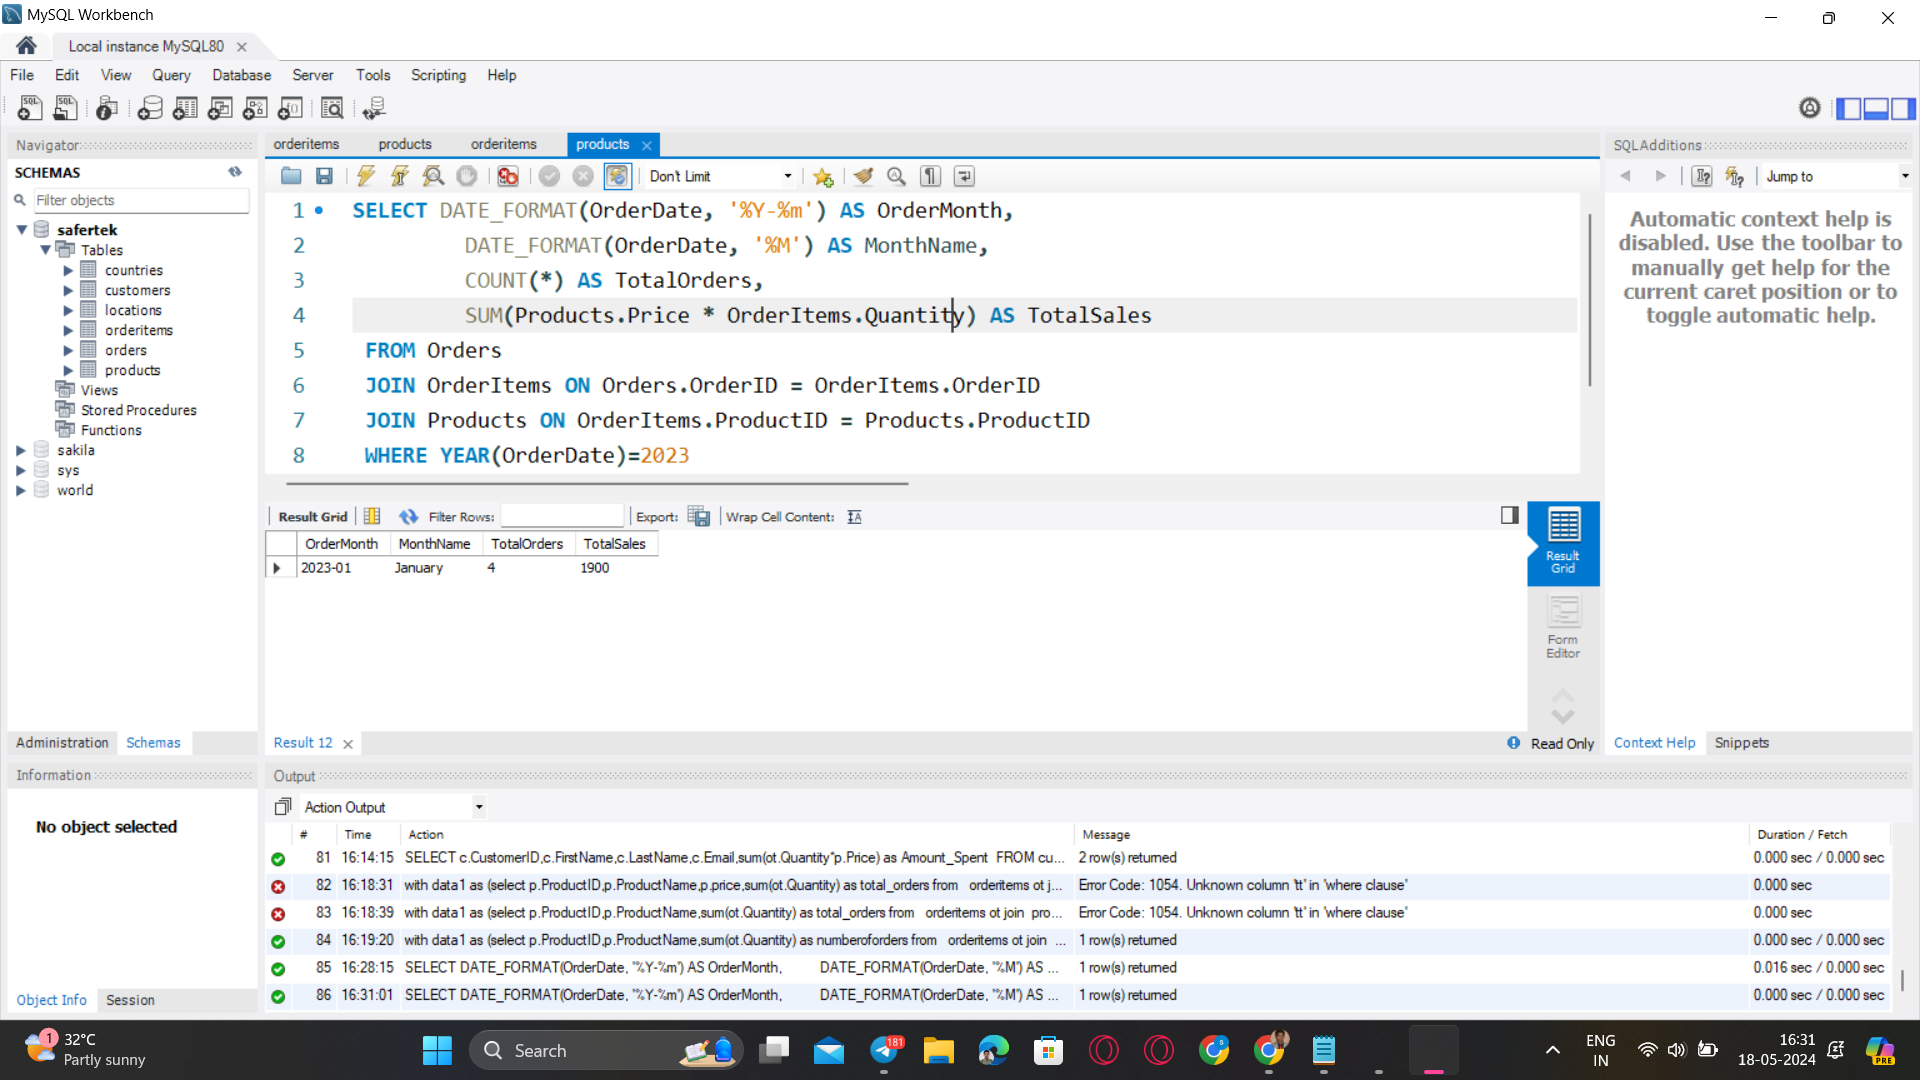 MySQL Workbench
Local instance MySQL80
File Edit View Query Database Server Tools Scripting Help
Navigator
SCHEMAS
Filter objects
safertek
Tables
countries
customers
locations
orderitems
orders
products
Views
Stored Procedures
Functions
sakila
sys
world
Administration Schemas
Information
No object selected
Object Info Session
orderitems products orderitems products
Don't Limit
1 SELECT DATE_FORMAT(OrderDate, '%Y-%m') AS OrderMonth,
2 DATE_FORMAT(OrderDate, '%M') AS MonthName,
3 COUNT(*) AS TotalOrders,
4 SUM(Products.Price * OrderItems.Quantity) AS TotalSales
5 FROM Orders
6 JOIN OrderItems ON Orders.OrderID = OrderItems.OrderID
7 JOIN Products ON OrderItems.ProductID = Products.ProductID
8 WHERE YEAR(OrderDate)=2023
Result Grid Filter Rows: Export: Wrap Cell Content:
OrderMonth MonthName TotalOrders TotalSales
2023-01 January 4 1900
Result
Grid
Form
Editor
Result 12
Read Only
SQLAdditions
Jump to
Automatic context help is
disabled. Use the toolbar to
manually get help for the
current caret position or to
toggle automatic help.
Context Help Snippets
Output
Action Output
# Time Action Message Duration / Fetch
81 16:14:15 SELECT c.CustomerID,c.FirstName,c.LastName,c.Email,sum(ot.Quantity*p.Price) as Amount_Spent FROM cu... 2 row(s) returned 0.000 sec / 0.000 sec
82 16:18:31 with data1 as (select p.ProductID,p.ProductName,p.price,sum(ot.Quantity) as total_orders from orderitems ot j... Error Code: 1054. Unknown column 'tt' in 'where clause' 0.000 sec
83 16:18:39 with data1 as (select p.ProductID,p.ProductName,sum(ot.Quantity) as total_orders from orderitems ot join pro... Error Code: 1054. Unknown column 'tt' in 'where clause' 0.000 sec
84 16:19:20 with data1 as (select p.ProductID,p.ProductName,sum(ot.Quantity) as numberoforders from orderitems ot join ... 1 row(s) returned 0.000 sec / 0.000 sec
85 16:28:15 SELECT DATE_FORMAT(OrderDate, '%Y-%m') AS OrderMonth, DATE_FORMAT(OrderDate, '%M') AS ... 1 row(s) returned 0.016 sec / 0.000 sec
86 16:31:01 SELECT DATE_FORMAT(OrderDate, '%Y-%m') AS OrderMonth, DATE_FORMAT(OrderDate, '%M') AS ... 1 row(s) returned 0.000 sec / 0.000 sec
1
32°C
Partly sunny
Search
181
ENG
IN
16:31
18-05-2024
PRE